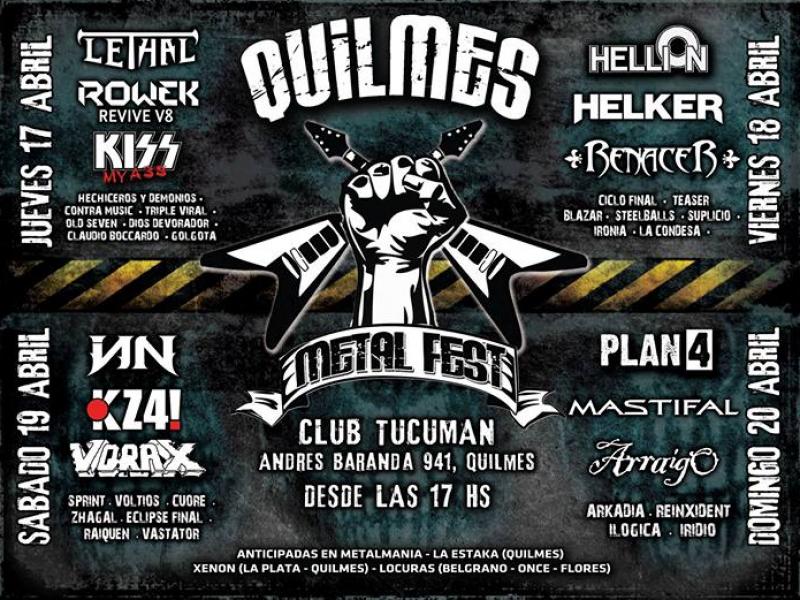 QUILMES
METAL FEST
JUEVES 17 ABRIL
LETHAL
ROWEK
REVIVE V8
KISS
MY ASS
HECHICEROS Y DEMONIOS ·
CONTRA MUSIC · TRIPLE VIRAL ·
OLD SEVEN · DIOS DEVORADOR ·
CLAUDIO BOCCARDO · GOLGOTA
VIERNES 18 ABRIL
HELLION
HELKER
RENACER
CICLO FINAL · TEASER
BLAZAR · STEELBALLS · SUPLICIO ·
IRONIA · LA CONDESA ·
SABADO 19 ABRIL
KZ4!
VORAX
SPRINT . VOLTIOS . CUORE .
ZHAGAL . ECLIPSE FINAL .
RAIQUEN . VASTATOR
DOMINGO 20 ABRIL
PLAN 4
MASTIFAL
Arraigo
ARKADIA . REINXIDENT
ILOGICA . IRIDIO
CLUB TUCUMAN
ANDRES BARANDA 941, QUILMES
DESDE LAS 17 HS
ANTICIPADAS EN METALMANIA - LA ESTAKA (QUILMES)
XENON (LA PLATA - QUILMES) - LOCURAS (BELGRANO - ONCE - FLORES)